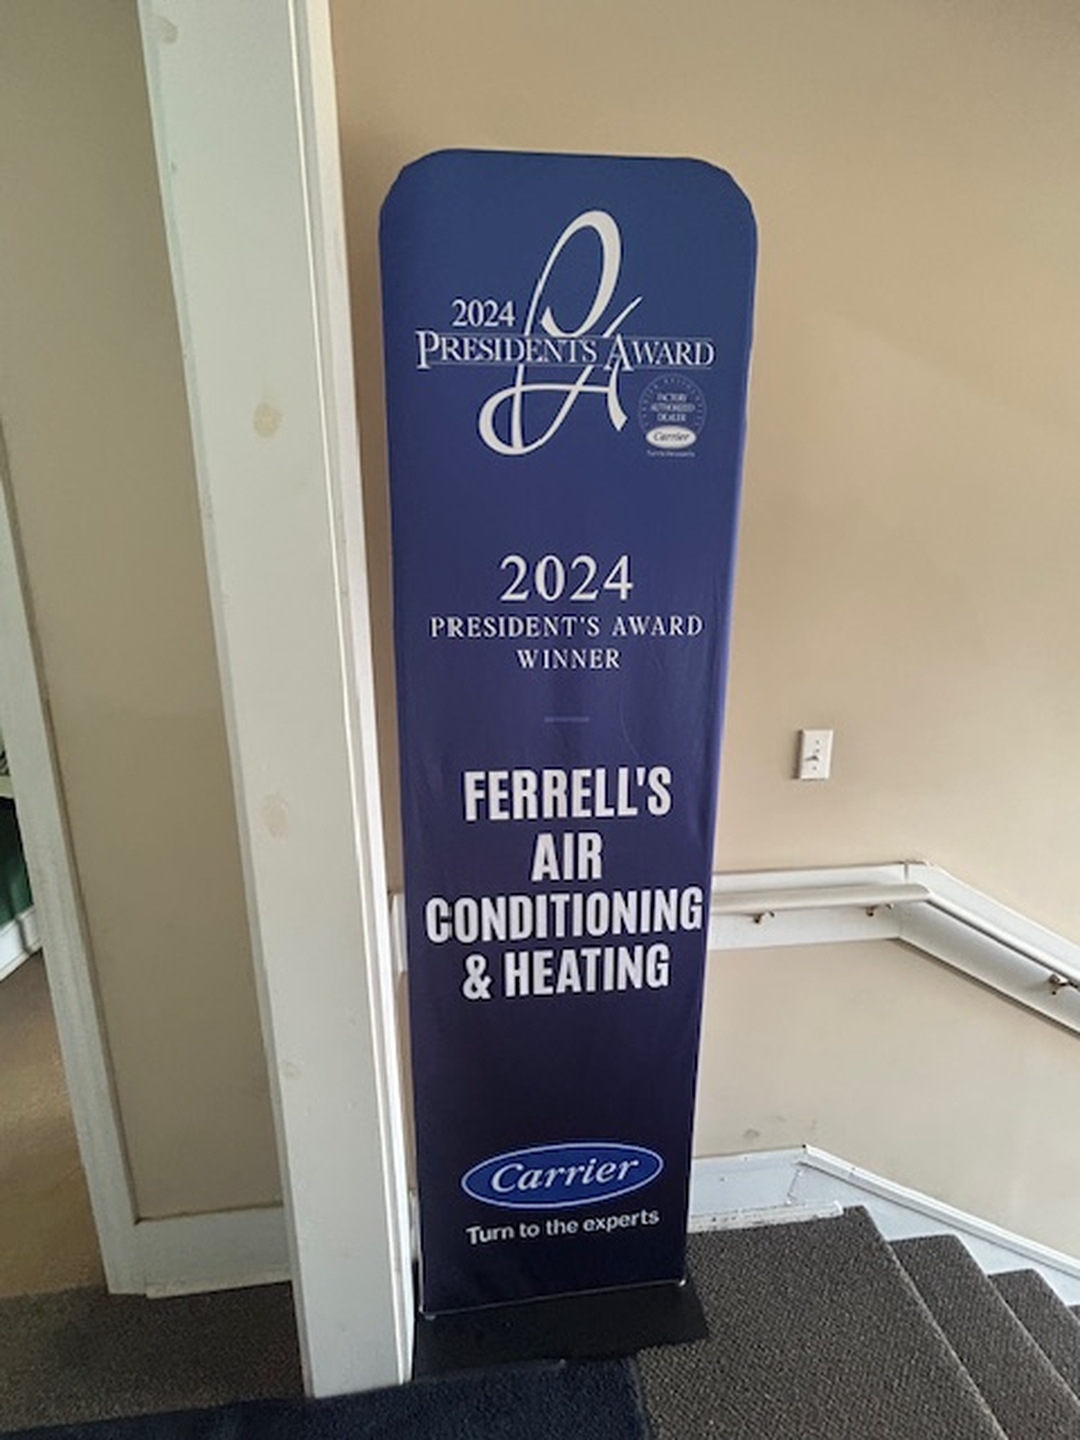 2024
PRESIDENT'S AWARD
FACTORY
AUTHORIZED
DEALER
Carrier
2024
PRESIDENT'S AWARD
WINNER
FERRELL'S
AIR
CONDITIONING
& HEATING
Carrier
Turn to the experts